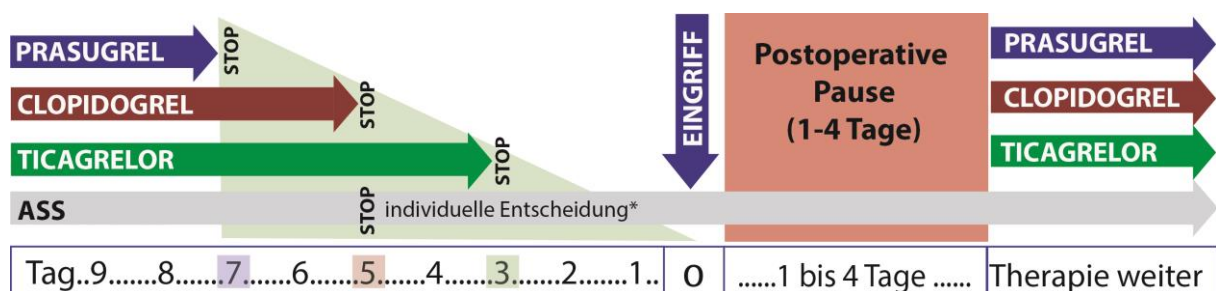 PRASUGREL
STOP
CLOPIDOGREL
STOP
TICAGRELOR
STOP
ASS
STOP
individuelle Entscheidung*
EINGRIFF
Postoperative
Pause
(1-4 Tage)
PRASUGREL
CLOPIDOGREL
TICAGRELOR
Tag..9......8.......7.......6.......5.......4.......3.......2.......1..
0
......1 bis 4 Tage ......
Therapie weiter